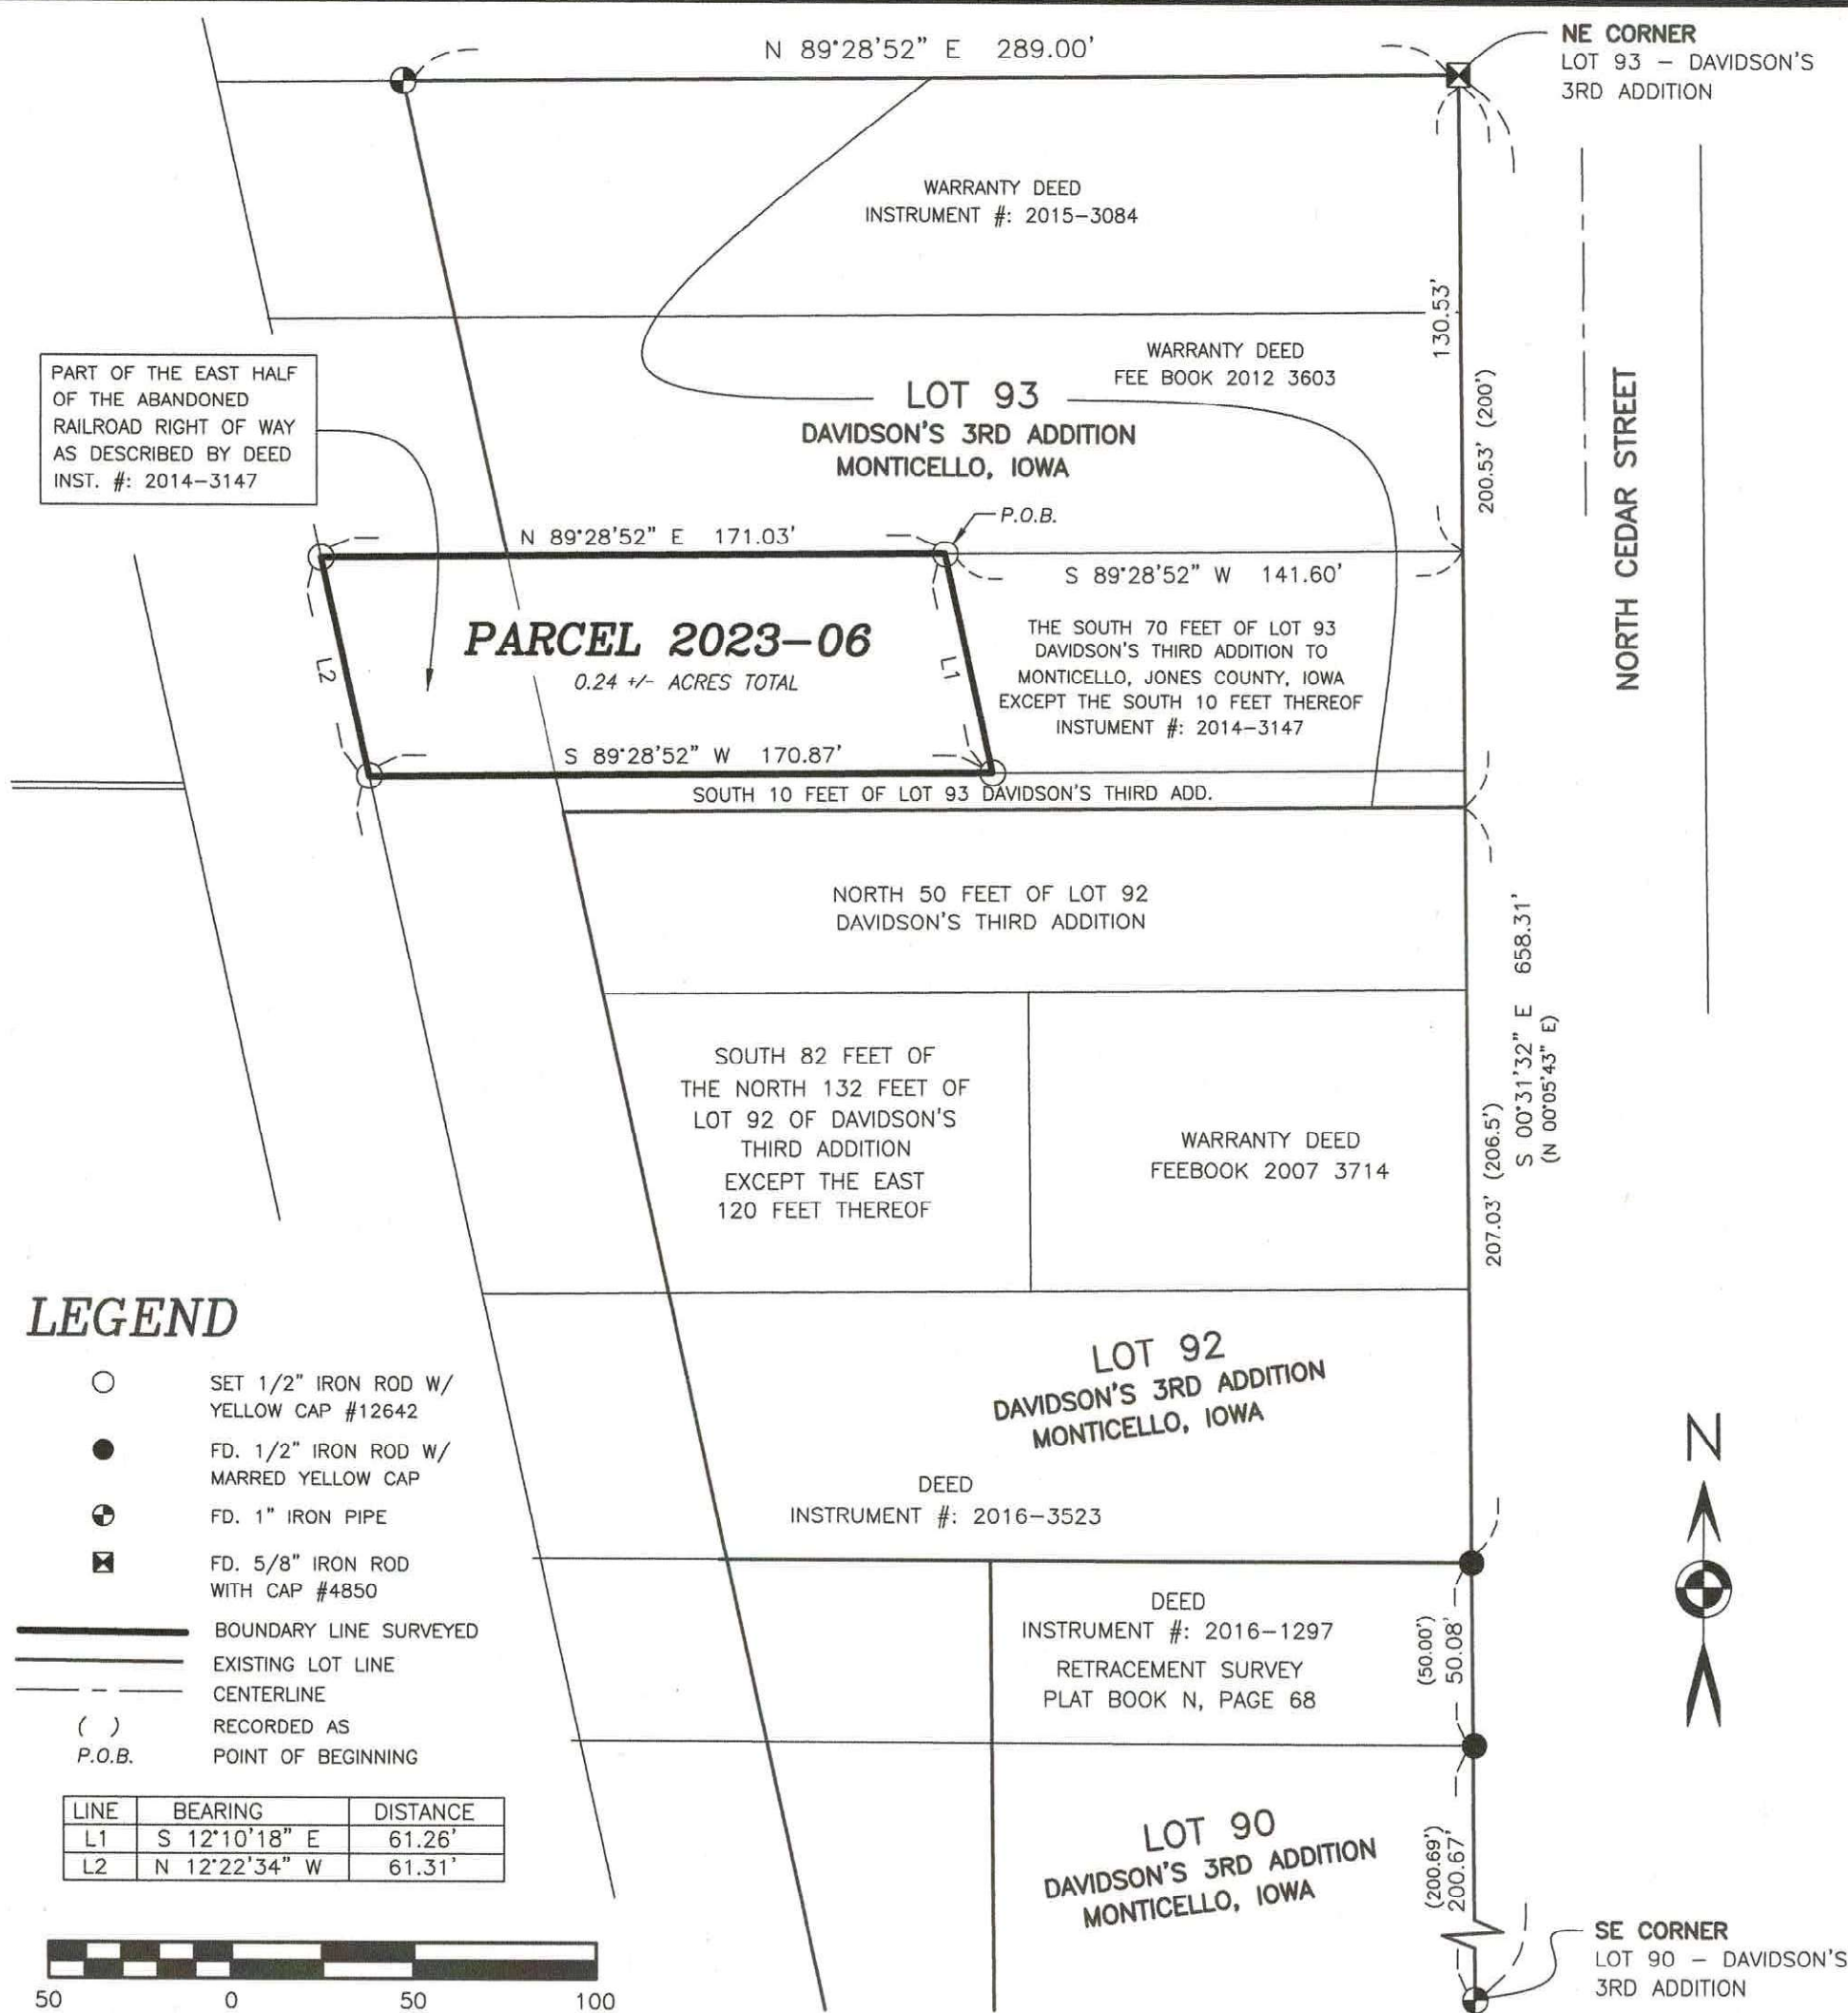 N 89°28'52" E 289.00'
NE CORNER
LOT 93 – DAVIDSON'S
3RD ADDITION
WARRANTY DEED
INSTRUMENT #: 2015–3084
130.53'
200.53' (200')
NORTH CEDAR STREET
WARRANTY DEED
FEE BOOK 2012 3603
PART OF THE EAST HALF
OF THE ABANDONED
RAILROAD RIGHT OF WAY
AS DESCRIBED BY DEED
INST. #: 2014–3147
LOT 93
DAVIDSON'S 3RD ADDITION
MONTICELLO, IOWA
P.O.B.
N 89°28'52" E 171.03'
S 89°28'52" W 141.60'
PARCEL 2023–06
0.24 +/- ACRES TOTAL
L2
L1
THE SOUTH 70 FEET OF LOT 93
DAVIDSON'S THIRD ADDITION TO
MONTICELLO, JONES COUNTY, IOWA
EXCEPT THE SOUTH 10 FEET THEREOF
INSTUMENT #: 2014–3147
S 89°28'52" W 170.87'
SOUTH 10 FEET OF LOT 93 DAVIDSON'S THIRD ADD.
NORTH 50 FEET OF LOT 92
DAVIDSON'S THIRD ADDITION
S 00°31'32" E 658.31'
(N 00°05'43" E)
207.03' (206.5')
SOUTH 82 FEET OF
THE NORTH 132 FEET OF
LOT 92 OF DAVIDSON'S
THIRD ADDITION
EXCEPT THE EAST
120 FEET THEREOF
WARRANTY DEED
FEEBOOK 2007 3714
LOT 92
DAVIDSON'S 3RD ADDITION
MONTICELLO, IOWA
DEED
INSTRUMENT #: 2016–3523
DEED
INSTRUMENT #: 2016–1297
RETRACEMENT SURVEY
PLAT BOOK N, PAGE 68
(50.00')
50.08'
LOT 90
DAVIDSON'S 3RD ADDITION
MONTICELLO, IOWA
(200.69')
200.67'
SE CORNER
LOT 90 – DAVIDSON'S
3RD ADDITION
N
LEGEND
SET 1/2" IRON ROD W/
YELLOW CAP #12642
FD. 1/2" IRON ROD W/
MARRED YELLOW CAP
FD. 1" IRON PIPE
FD. 5/8" IRON ROD
WITH CAP #4850
BOUNDARY LINE SURVEYED
EXISTING LOT LINE
CENTERLINE
( ) RECORDED AS
P.O.B. POINT OF BEGINNING
LINE BEARING DISTANCE
L1 S 12°10'18" E 61.26'
L2 N 12°22'34" W 61.31'
50 0 50 100